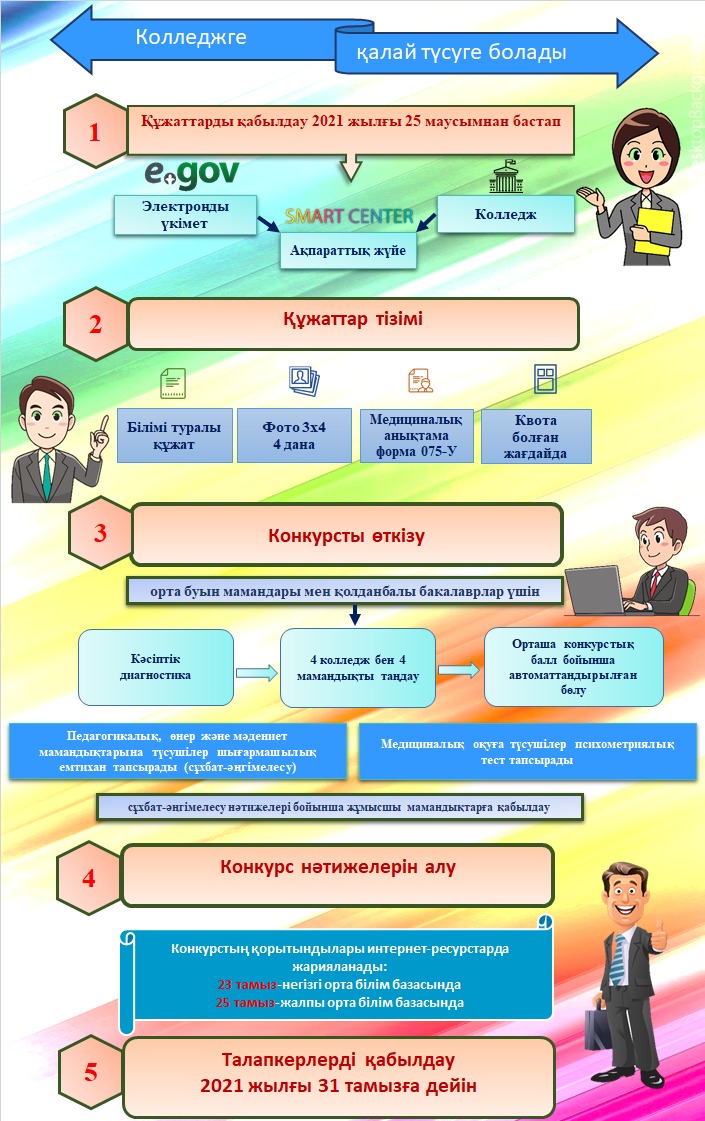 Колледжге
қалай түсуге болады
1
Құжаттарды қабылдау 2021 жылғы 25 маусымнан бастап
e.gov
Электронды
үкімет
SMART CENTER
Колледж
Ақпараттық жүйе
2
Құжаттар тізімі
Білімі туралы
құжат
Фото 3х4
4 дана
Медициналық
анықтама
форма 075-У
Квота
болған
жағдайда
3
Конкурсты өткізу
орта буын мамандары мен қолданбалы бакалаврлар үшін
Кәсіптік
диагностика
4 колледж бен 4
мамандықты таңдау
Орташа конкурстық
балл бойынша
автоматтандырылған
бөлу
Педагогикалық, өнер және мәдениет
мамандықтарына түсушілер шығармашылық
емтихан тапсырады (сұхбат-әңгімелесу)
Медициналық оқуға түсушілер психометриялық
тест тапсырады
сұхбат-әңгімелесу нәтижелері бойынша жұмысшы мамандықтарға қабылдау
4
Конкурс нәтижелерін алу
Конкурстың қорытындылары интернет-ресурстарда
жарияланады:
23 тамыз-негізгі орта білім базасында
25 тамыз-жалпы орта білім базасында
5
Талапкерлерді қабылдау
2021 жылғы 31 тамызға дейін